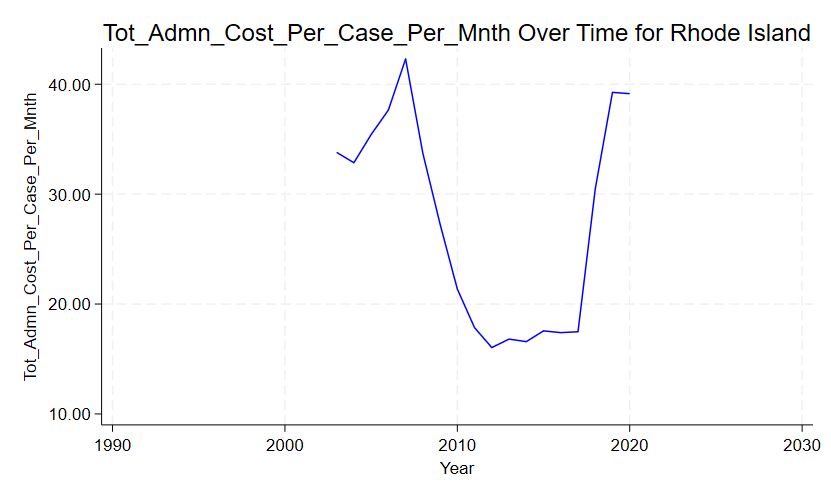 Tot_Admn_Cost_Per_Case_Per_Mnth Over Time for Rhode Island
Tot_Admn_Cost_Per_Case_Per_Mnth
40.00
30.00
20.00
10.00
1990 2000 2010 2020 2030
Year